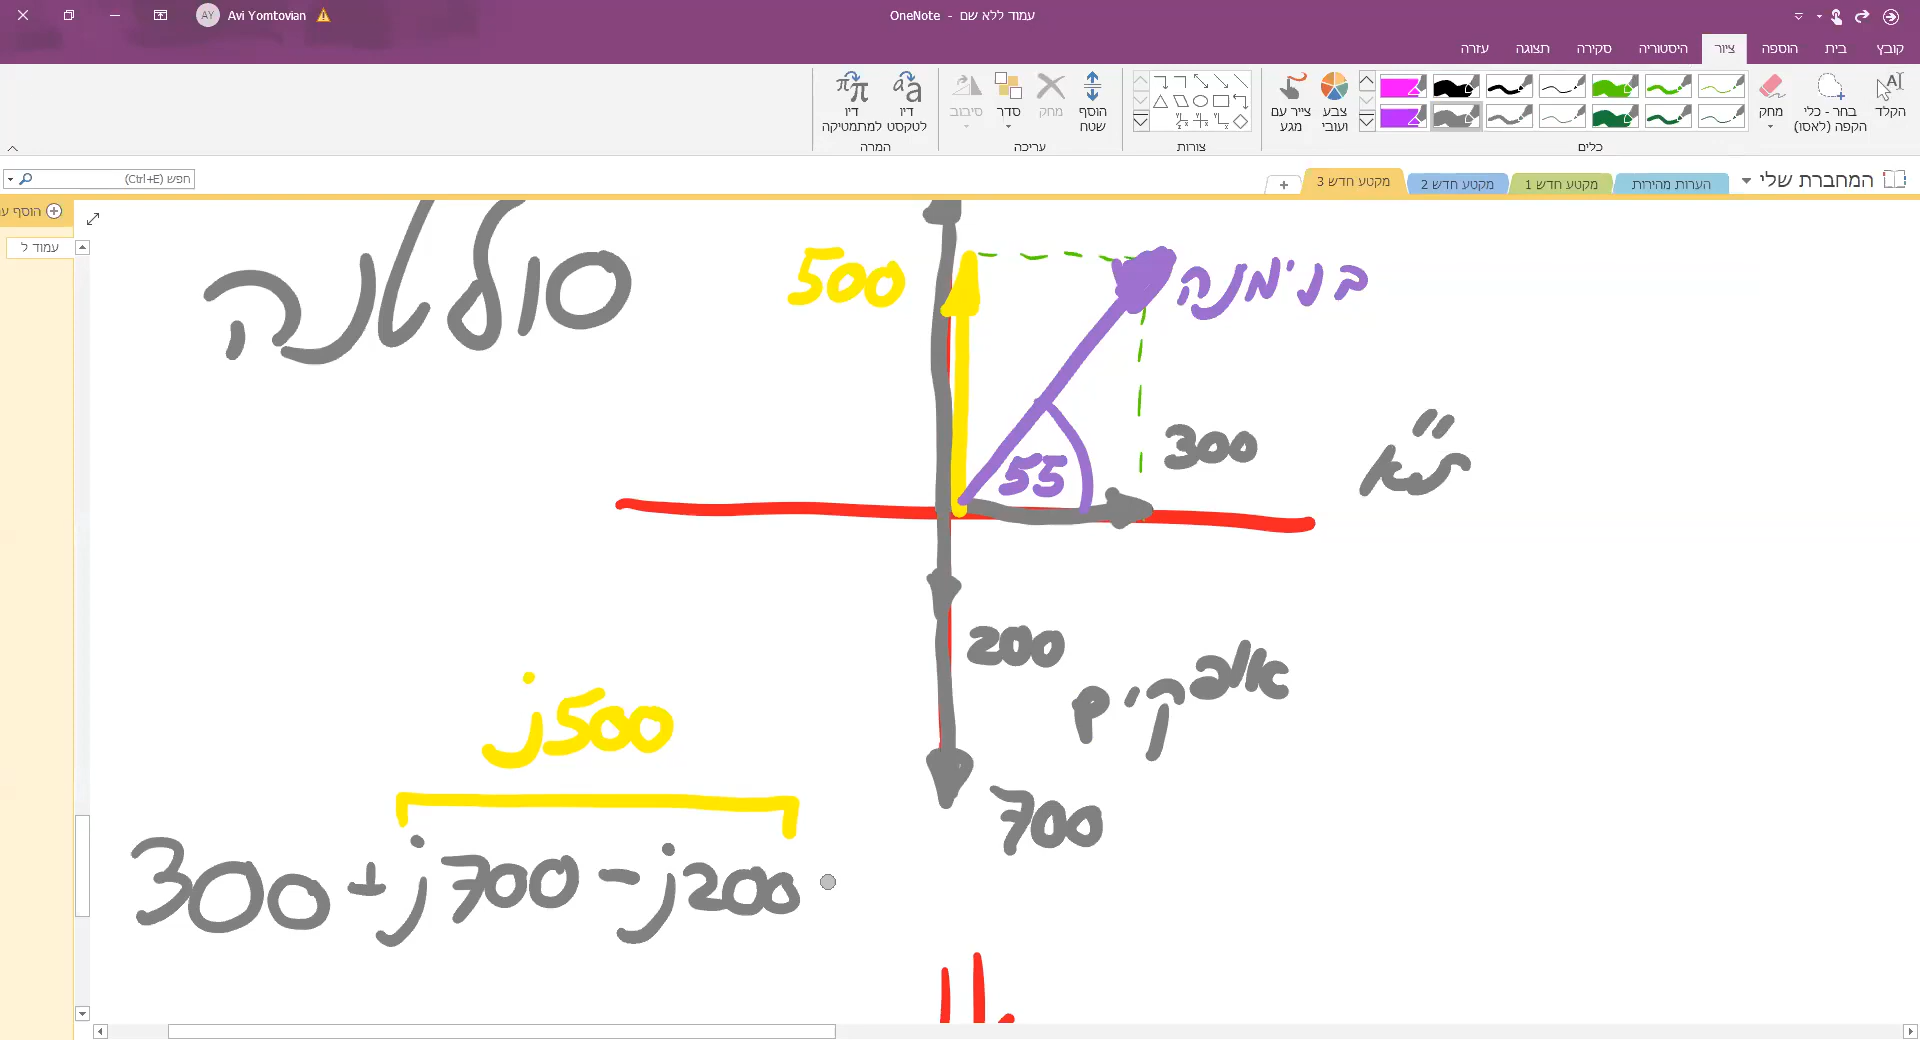 Avi Yomtovian
עמוד ללא שם - OneNote
קובץ
בית
הוספה
ציור
היסטוריה
סקירה
תצוגה
עזרה
הקלד
בחר - כלי הקפה (לאסו)
מחק
כלים
צבע ועובי
צייר עם מגע
צורות
הוסף שטח
מחק
סדר
סיבוב
עריכה
דיו לטקסט
דיו למתמטיקה
המרה
המחברת שלי
הערות מהירות
מקטע חדש 1
מקטע חדש 2
מקטע חדש 3
חפש (Ctrl+E)
הוסף
עמוד ל
סולטנה
500
בנימנה
300
ת"א
55
200
אופקים
j500
700
300+j700-j200